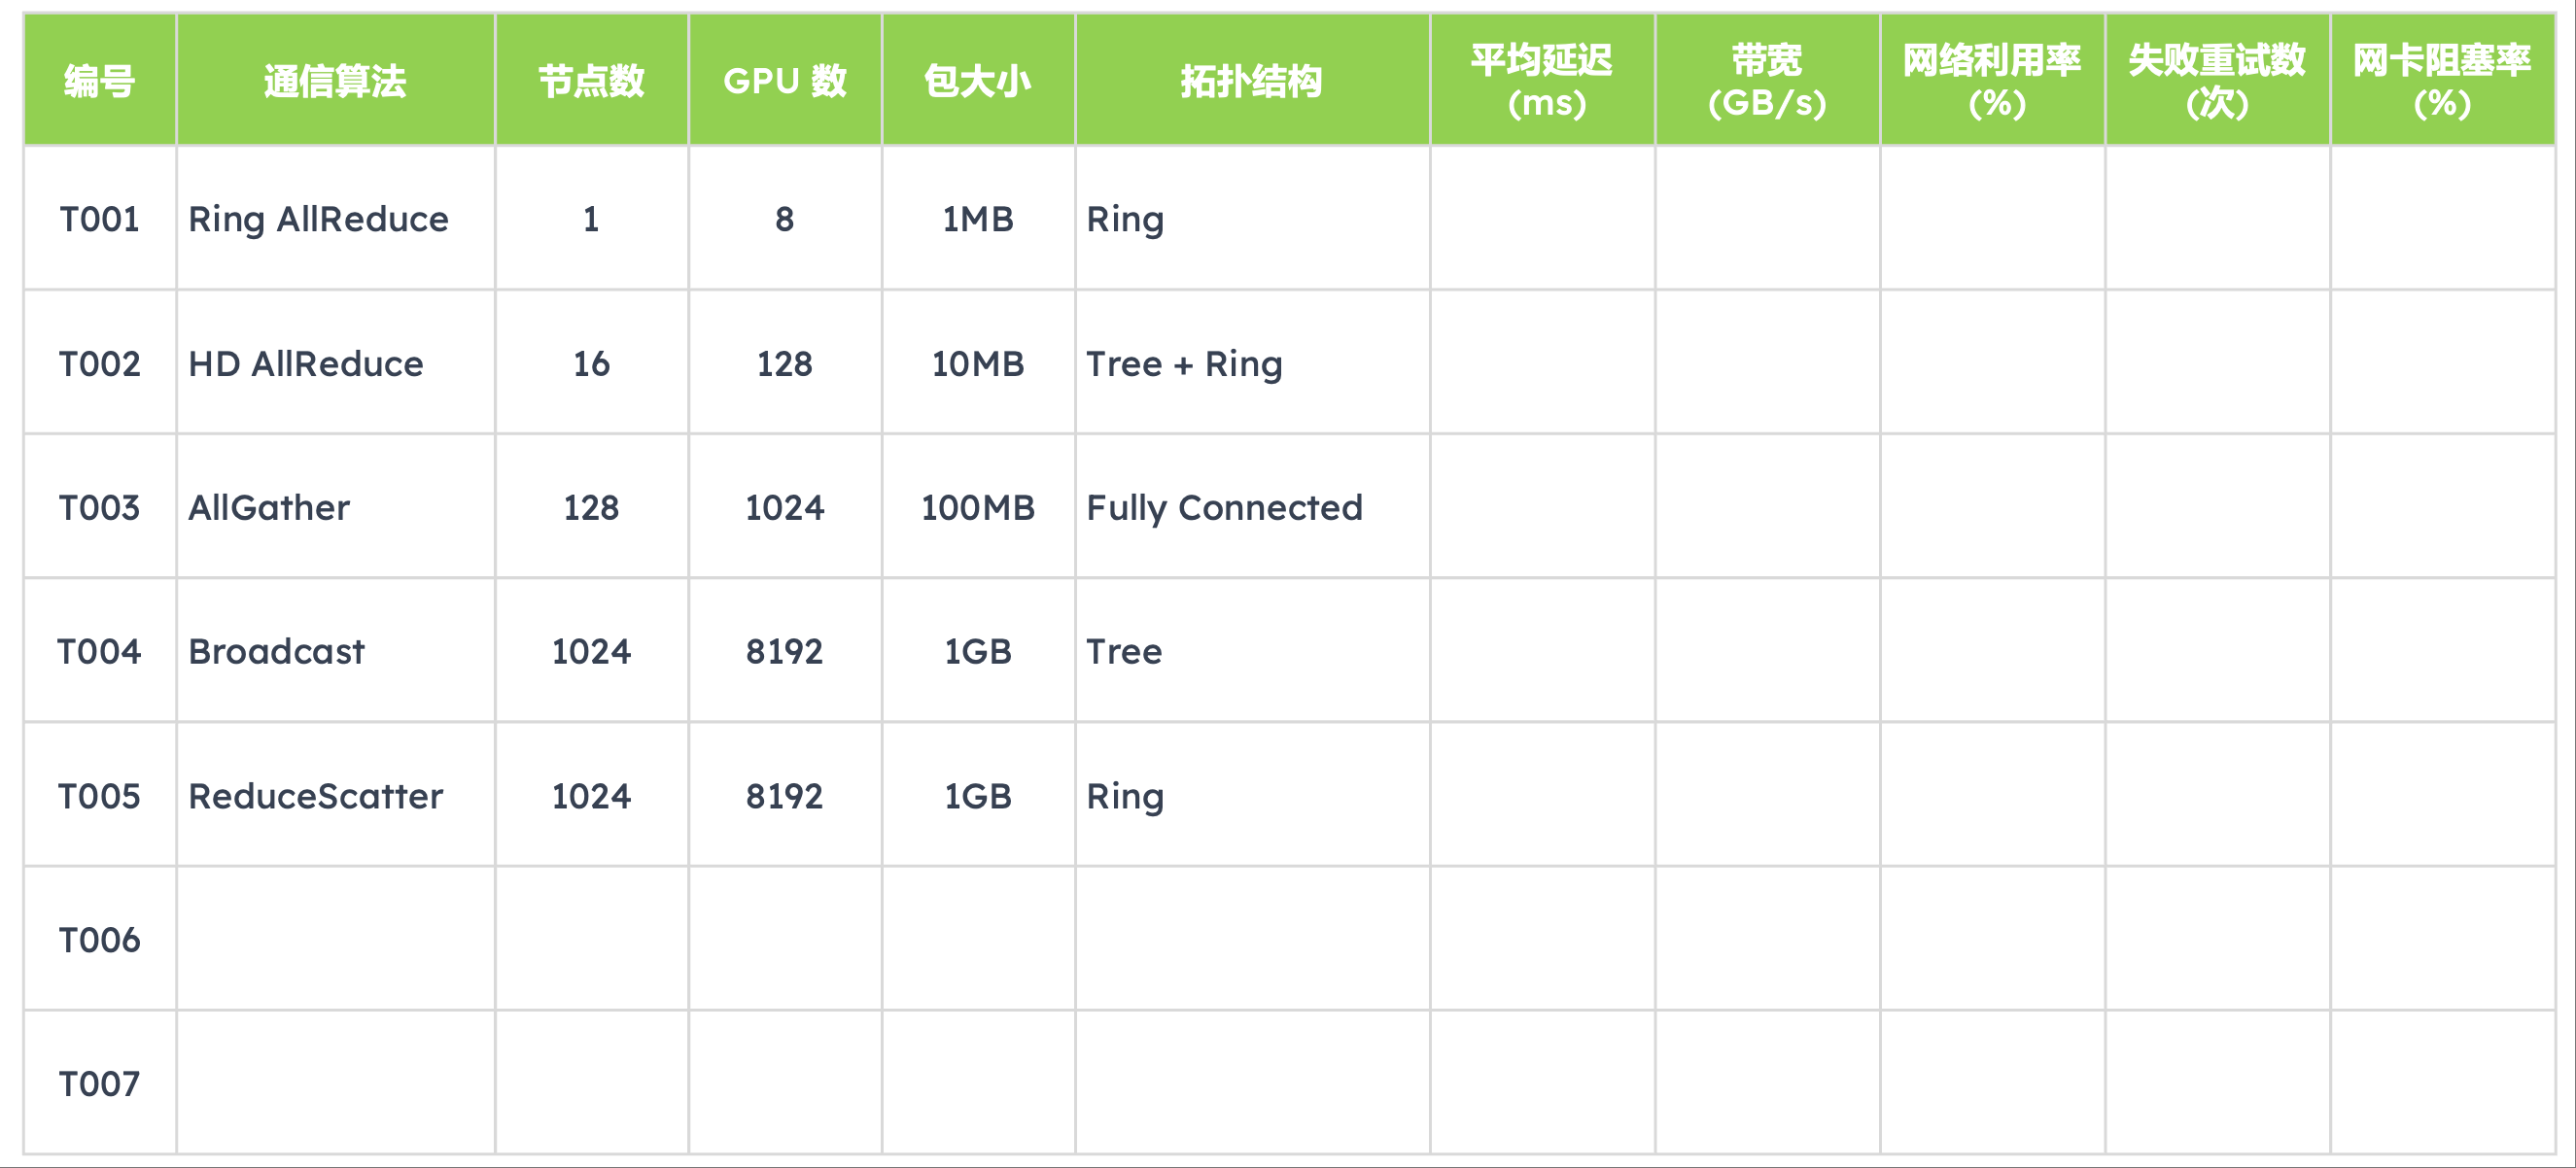 编号 通信算法 节点数 GPU 数 包大小 拓扑结构 平均延迟 (ms) 带宽 (GB/s) 网络利用率 (%) 失败重试数 (次) 网卡阻塞率 (%)
T001 Ring AllReduce 1 8 1MB Ring
T002 HD AllReduce 16 128 10MB Tree + Ring
T003 AllGather 128 1024 100MB Fully Connected
T004 Broadcast 1024 8192 1GB Tree
T005 ReduceScatter 1024 8192 1GB Ring
T006
T007